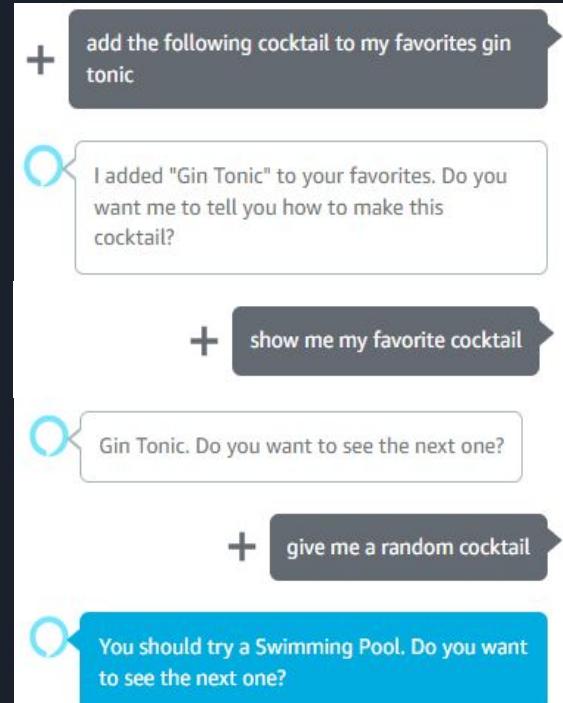 add the following cocktail to my favorites gin
tonic
I added "Gin Tonic" to your favorites. Do you
want me to tell you how to make this
cocktail?
show me my favorite cocktail
Gin Tonic. Do you want to see the next one?
give me a random cocktail
You should try a Swimming Pool. Do you want
to see the next one?